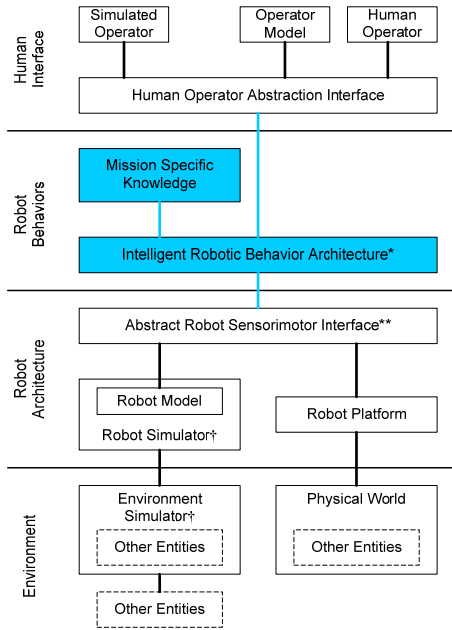 Human
Interface
Simulated
Operator
Operator
Model
Human
Operator
Human Operator Abstraction Interface
Robot
Behaviors
Mission Specific
Knowledge
Intelligent Robotic Behavior Architecture*
Robot
Architecture
Abstract Robot Sensorimotor Interface**
Robot Model
Robot Simulator†
Robot Platform
Environment
Environment
Simulator†
Other Entities
Other Entities
Physical World
Other Entities